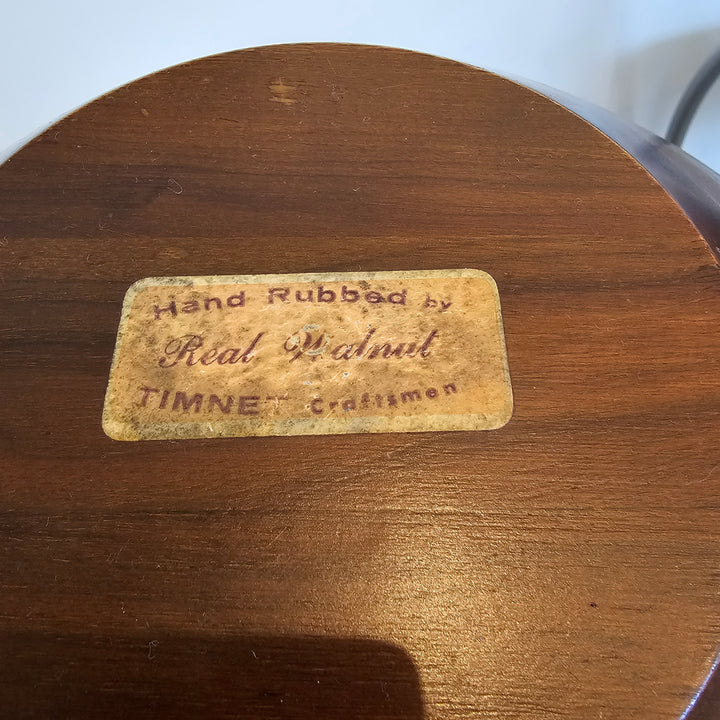 Hand Rubbed by
Real Walnut
TIMNET Craftsmen